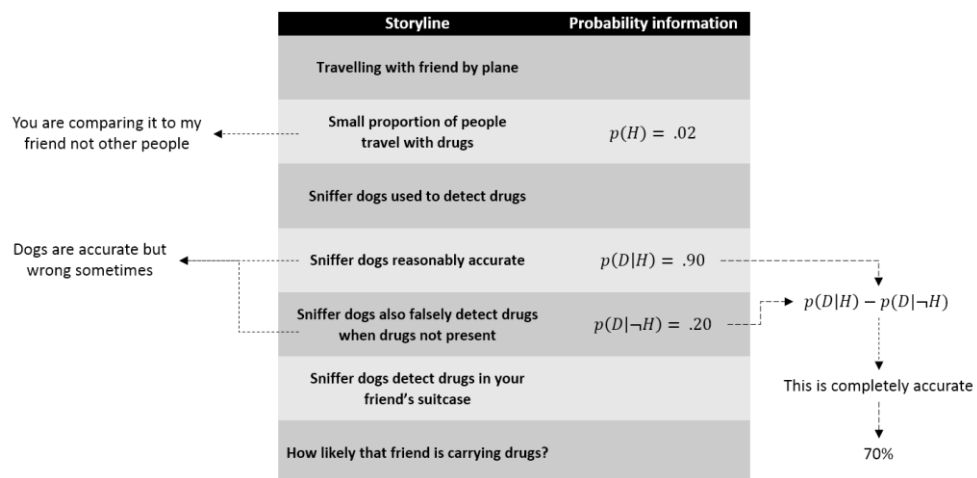 Storyline Probability information
Travelling with friend by plane
You are comparing it to my
friend not other people
Small proportion of people
travel with drugs
p(H) = .02
Sniffer dogs used to detect drugs
Dogs are accurate but
wrong sometimes
Sniffer dogs reasonably accurate
p(D|H) = .90
Sniffer dogs also falsely detect drugs
when drugs not present
p(D|¬H) = .20
p(D|H) − p(D|¬H)
Sniffer dogs detect drugs in your
friend's suitcase
This is completely accurate
How likely that friend is carrying drugs?
70%